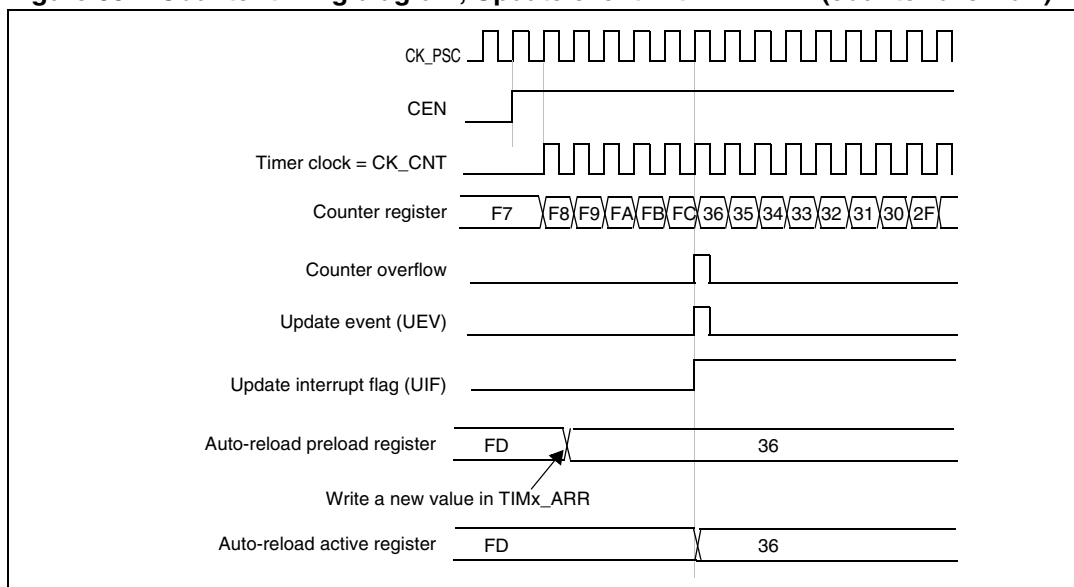 CK_PSC
CEN
Timer clock = CK_CNT
Counter register F7 F8 F9 FA FB FC 36 35 34 33 32 31 30 2F
Counter overflow
Update event (UEV)
Update interrupt flag (UIF)
Auto-reload preload register FD 36
Write a new value in TIMx_ARR
Auto-reload active register FD 36